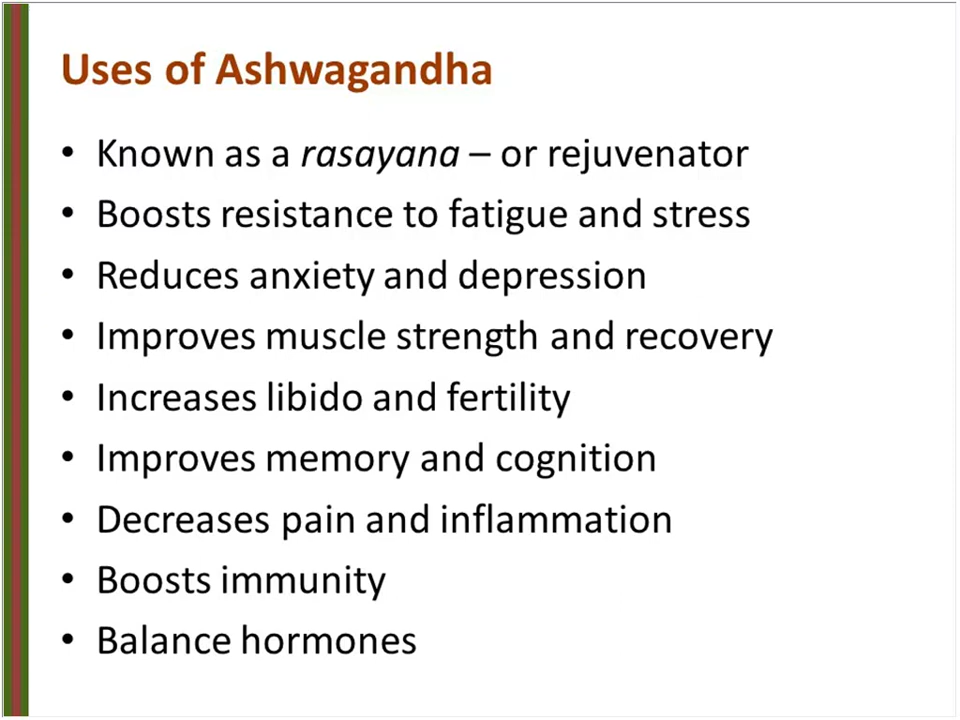 Uses of Ashwagandha
• Known as a rasayana – or rejuvenator
• Boosts resistance to fatigue and stress
• Reduces anxiety and depression
• Improves muscle strength and recovery
• Increases libido and fertility
• Improves memory and cognition
• Decreases pain and inflammation
• Boosts immunity
• Balance hormones